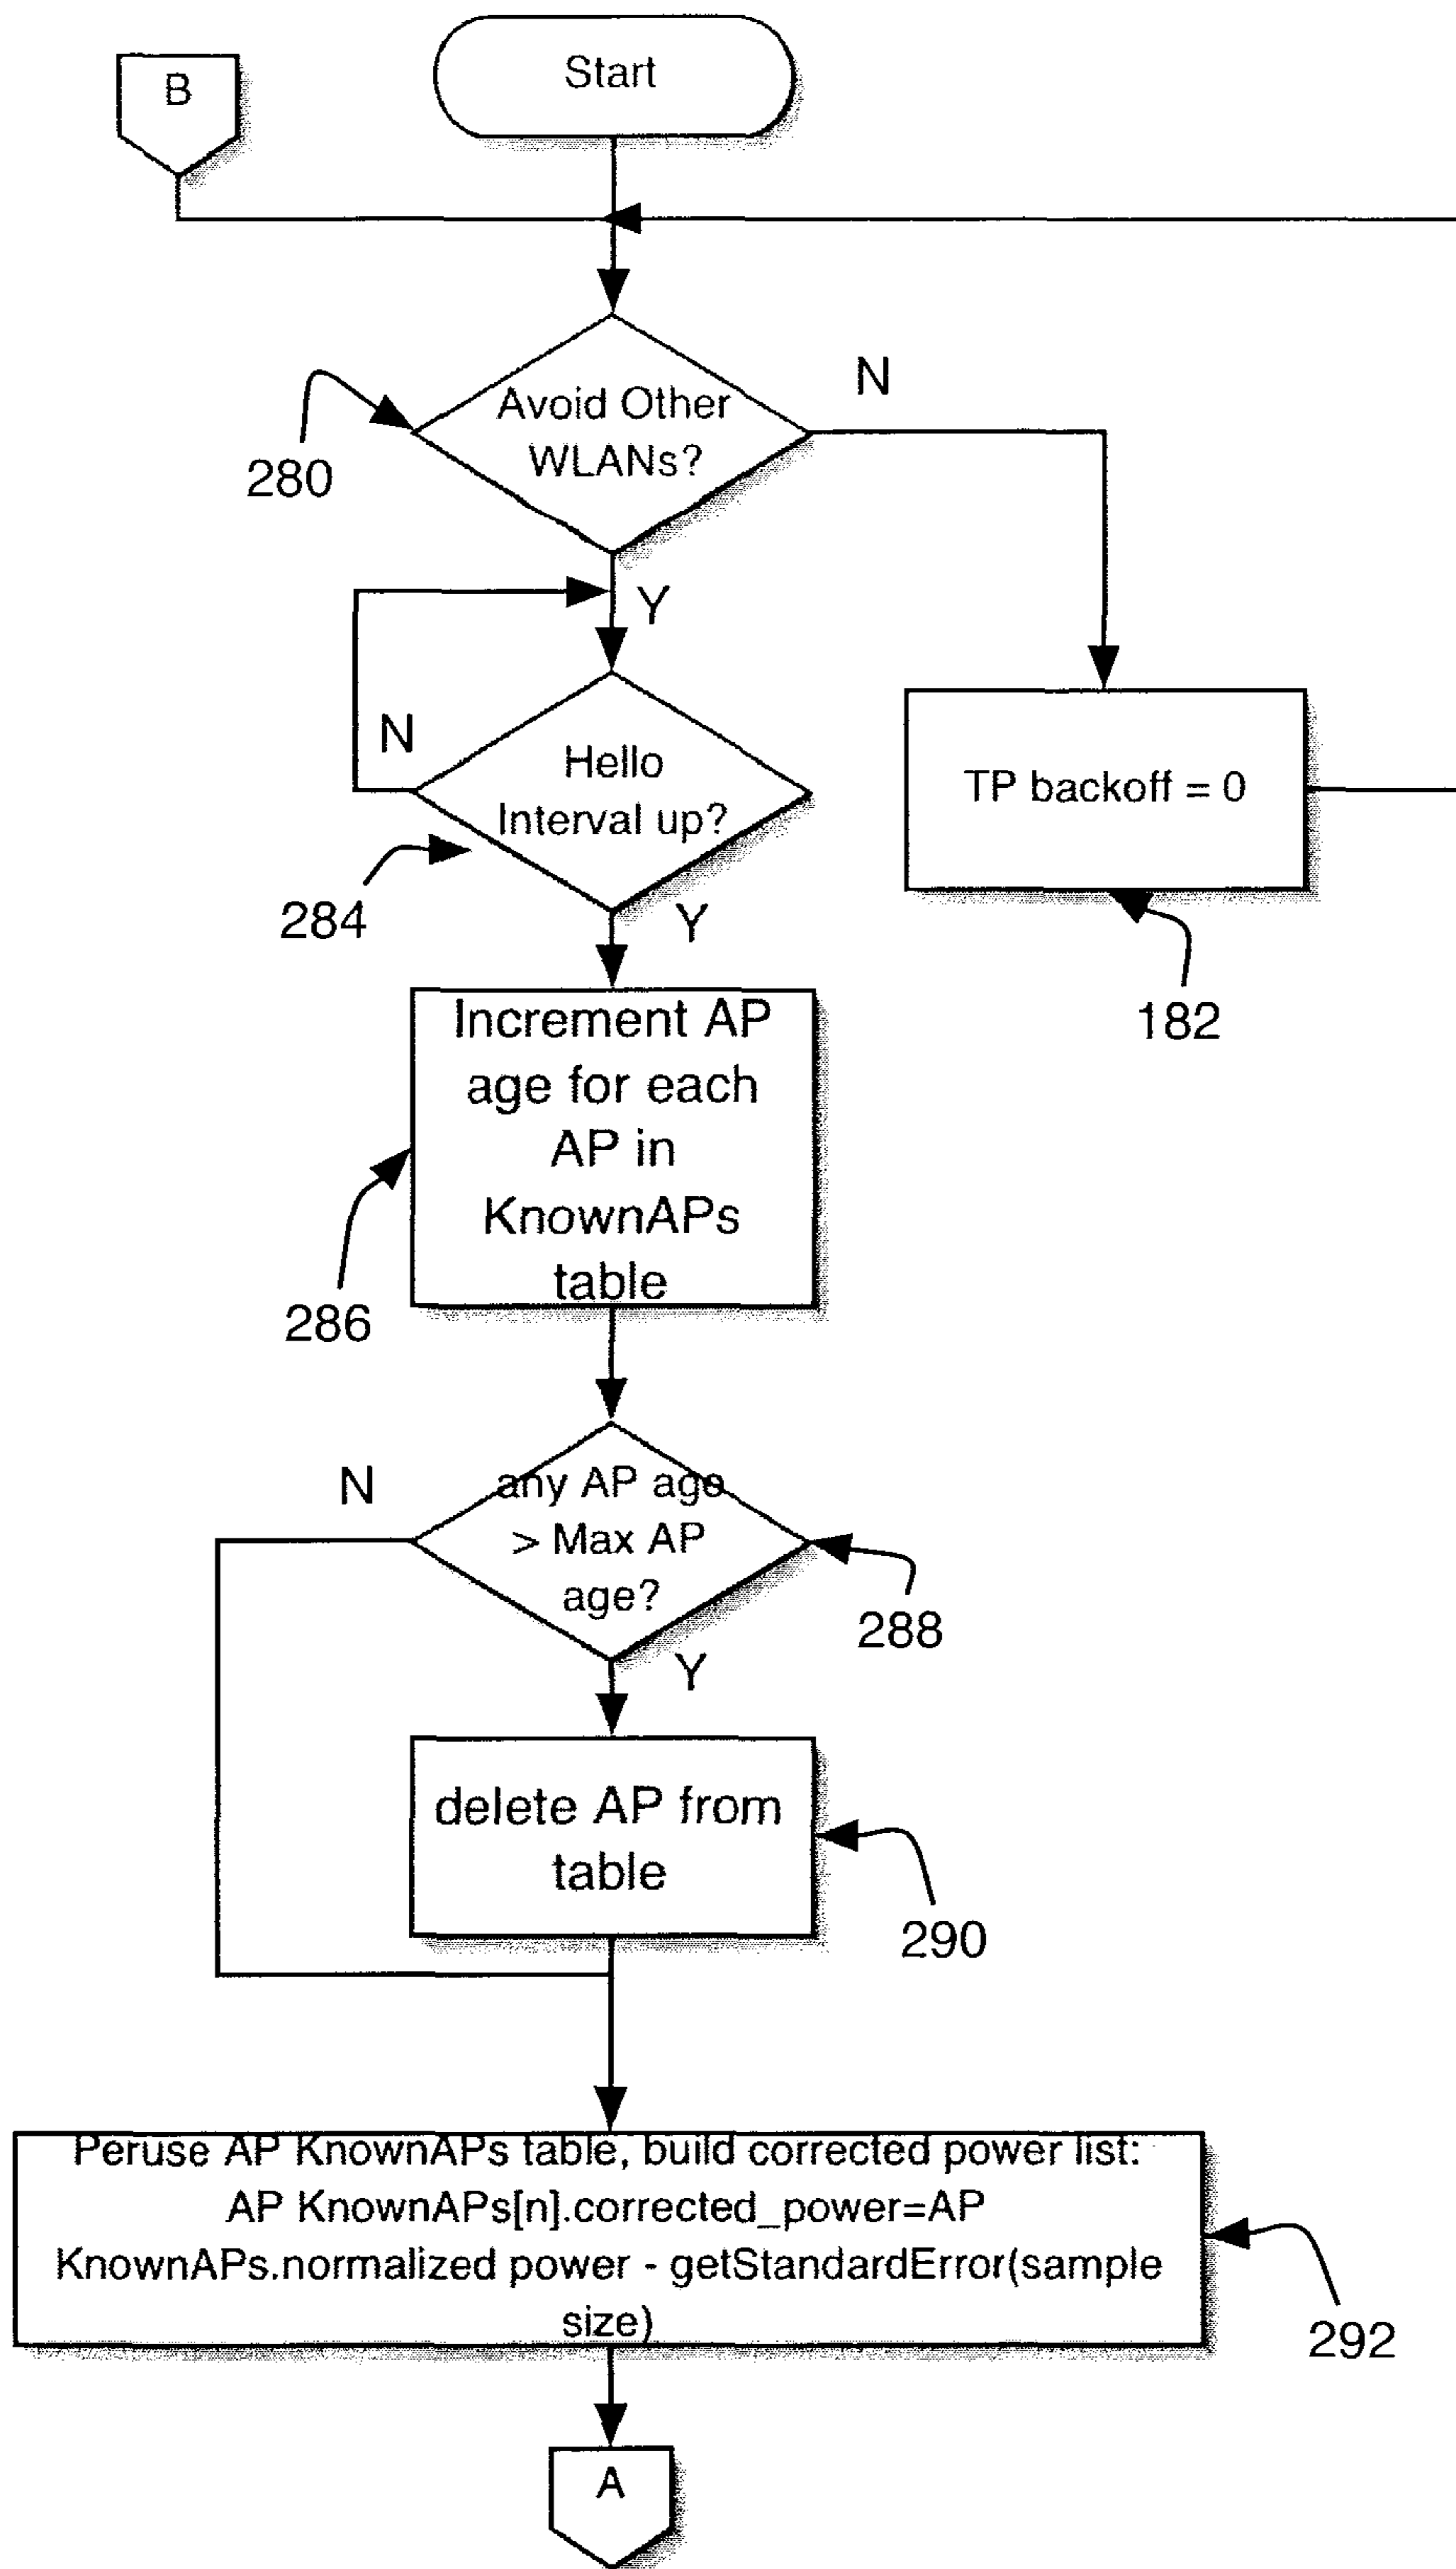 B
Start
Avoid Other
WLANs?
N
280
Y
N
Hello
Interval up?
TP backoff = 0
284
Y
182
Increment AP
age for each
AP in
KnownAPs
table
286
N
any AP age
> Max AP
age?
288
Y
delete AP from
table
290
Peruse AP KnownAPs table, build corrected power list:
AP KnownAPs[n].corrected_power=AP
KnownAPs.normalized power - getStandardError(sample
size)
292
A